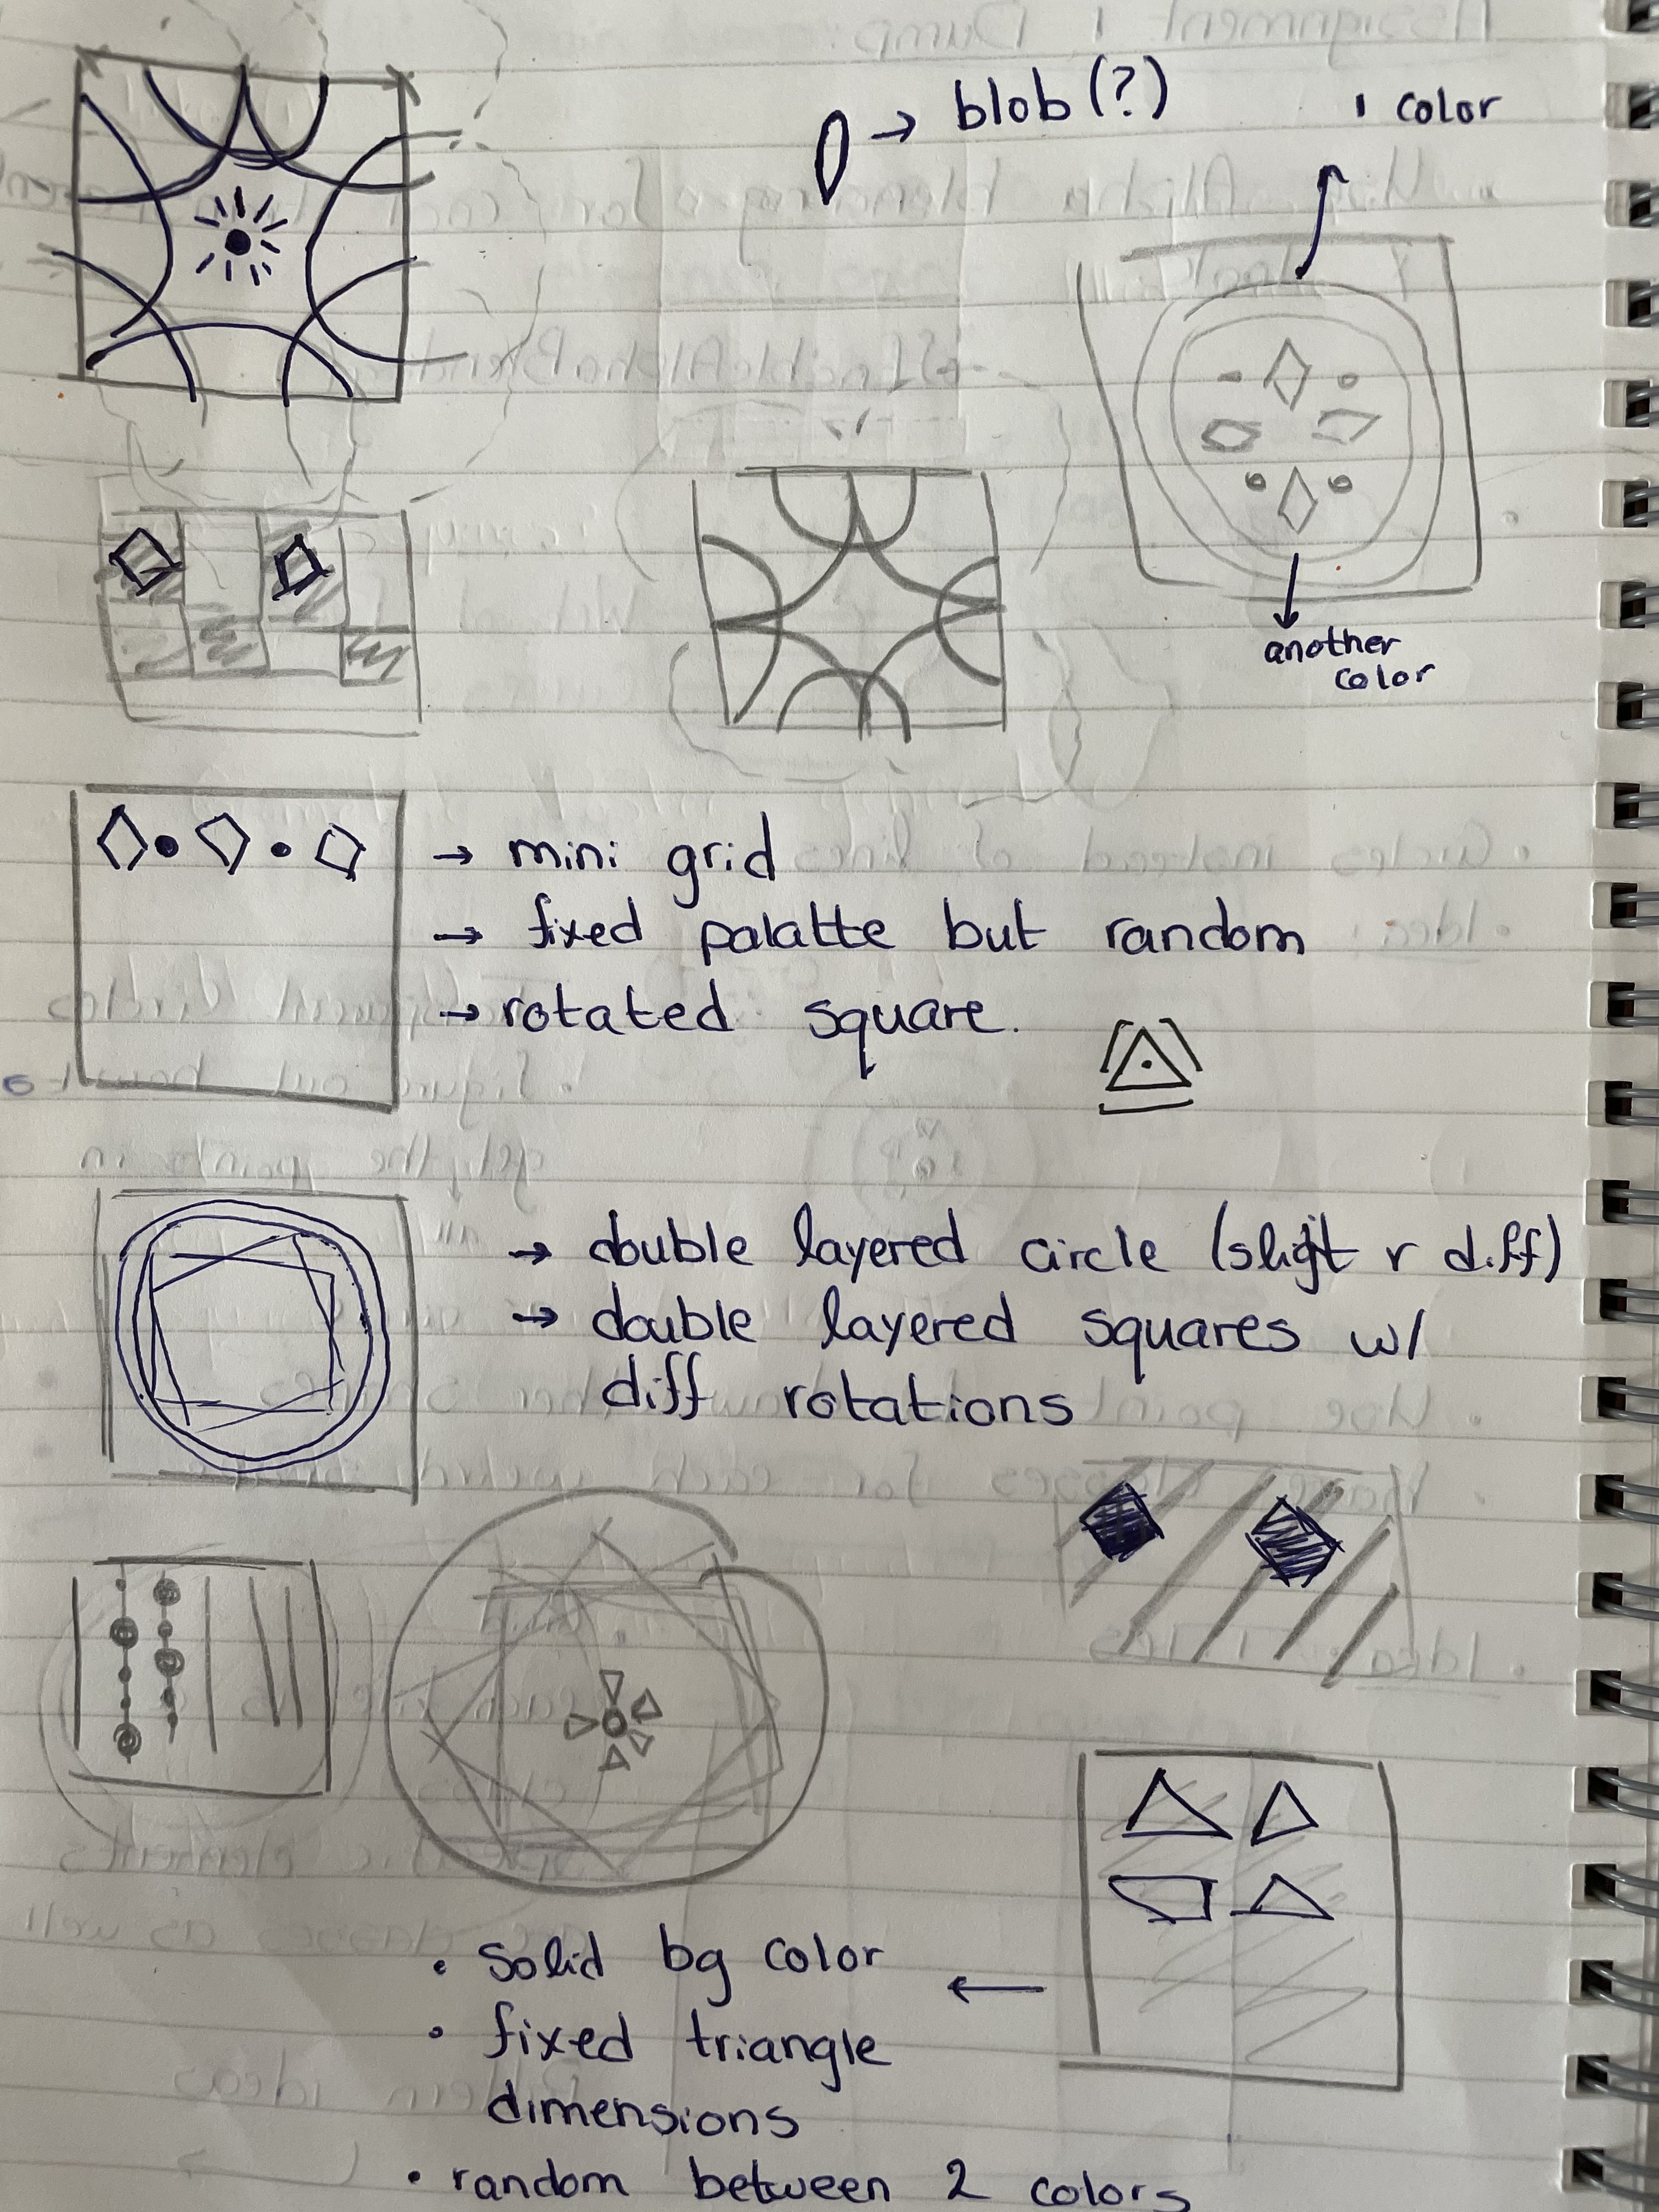 → blob (?)
1 color
another
color
→ mini grid
→ fixed palatte but random
→ rotated square.
→ double layered circle (slight r diff)
→ double layered squares w/
diff rotations
• solid bg color
• fixed triangle
dimensions
• random between 2 colors